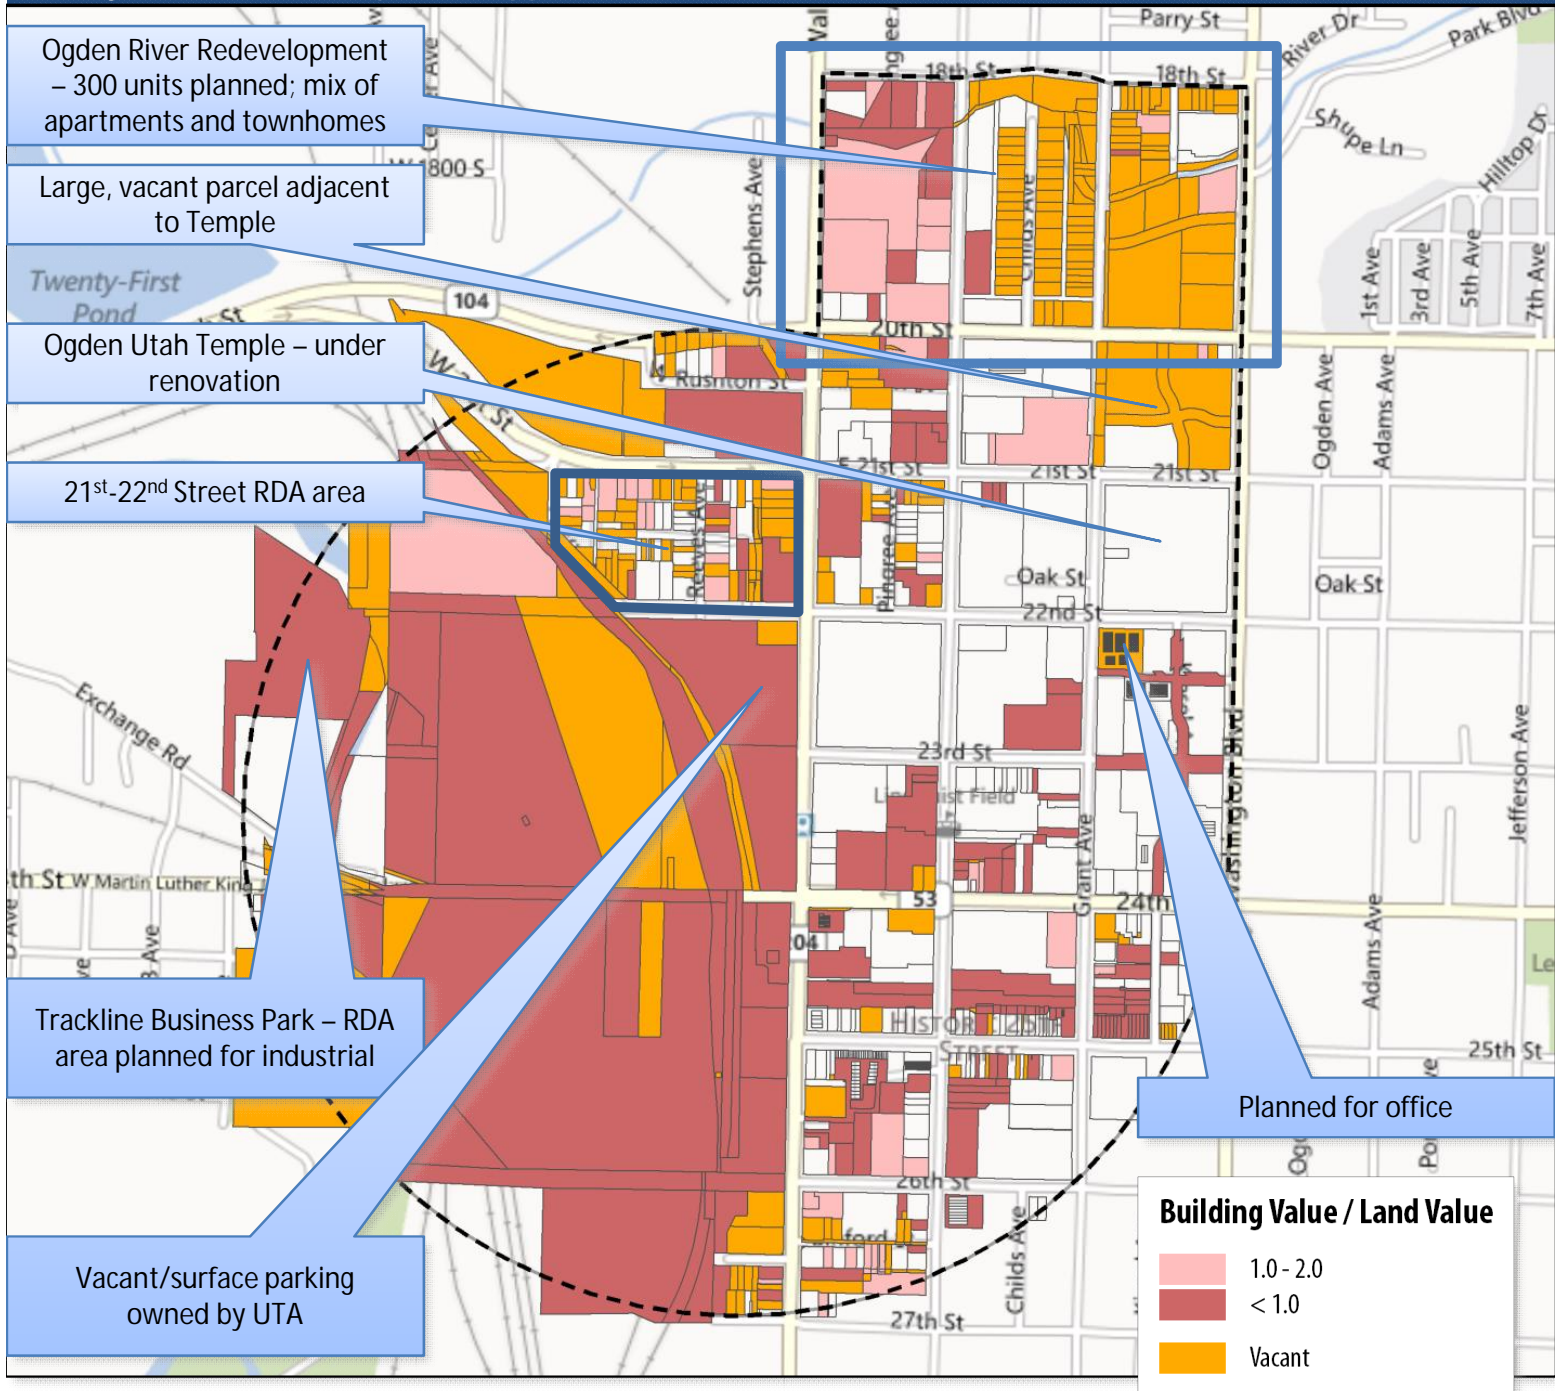 Ogden River Redevelopment
– 300 units planned; mix of
apartments and townhomes
Large, vacant parcel adjacent
to Temple
Ogden Utah Temple – under
renovation
21st-22nd Street RDA area
Trackline Business Park – RDA
area planned for industrial
Vacant/surface parking
owned by UTA
Planned for office
Building Value / Land Value
1.0 - 2.0
< 1.0
Vacant
Parry St
River Dr
Park Blvd
18th St
18th St
Shupe Ln
Hilltop Dr
W 1800 S
Stephens Ave
Childs Ave
1st Ave
3rd Ave
5th Ave
7th Ave
Twenty-First
Pond
104
20th St
W Rushton St
Ogden Ave
Adams Ave
E 21st St
21st St
21st St
Reeves Ave
Pingree Ave
Oak St
Oak St
22nd St
Exchange Rd
23rd St
Washington Blvd
Jefferson Ave
Grant Ave
th St
W Martin Luther King
53
24th
Adams Ave
HISTORIC 25TH
STREET
25th St
26th St
Childs Ave
27th St